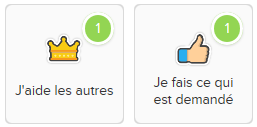 1
J'aide les autres
1
Je fais ce qui
est demandé